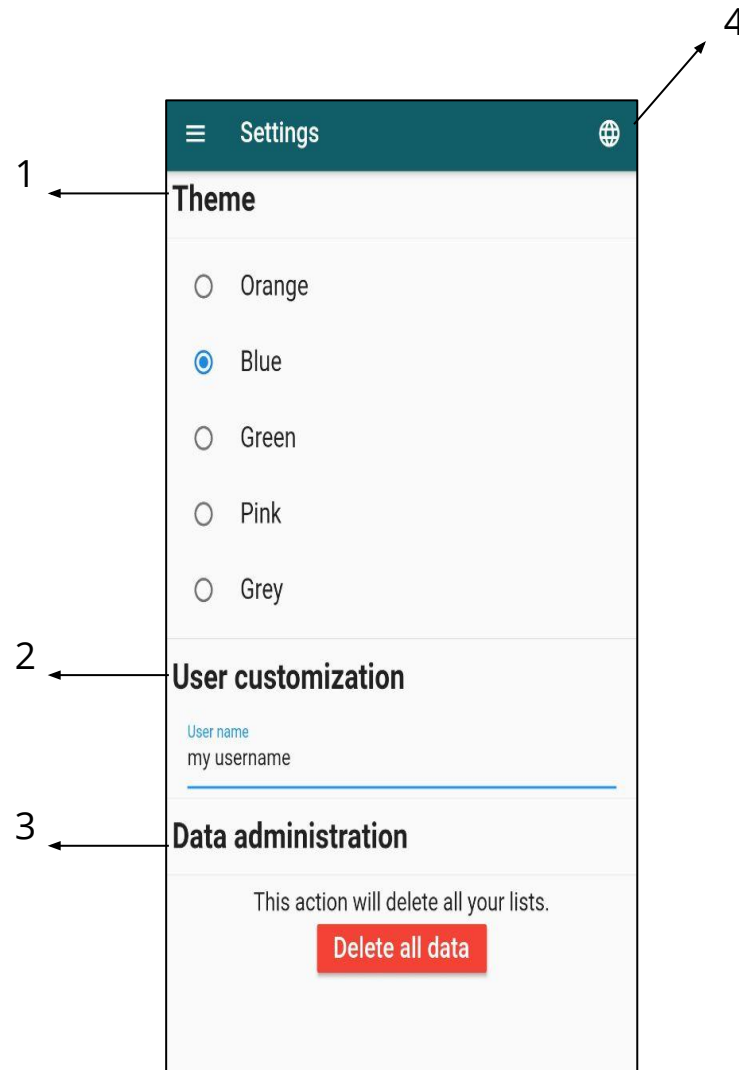 4
Settings
1
Theme
Orange
Blue
Green
Pink
Grey
2
User customization
User name
my username
3
Data administration
This action will delete all your lists.
Delete all data